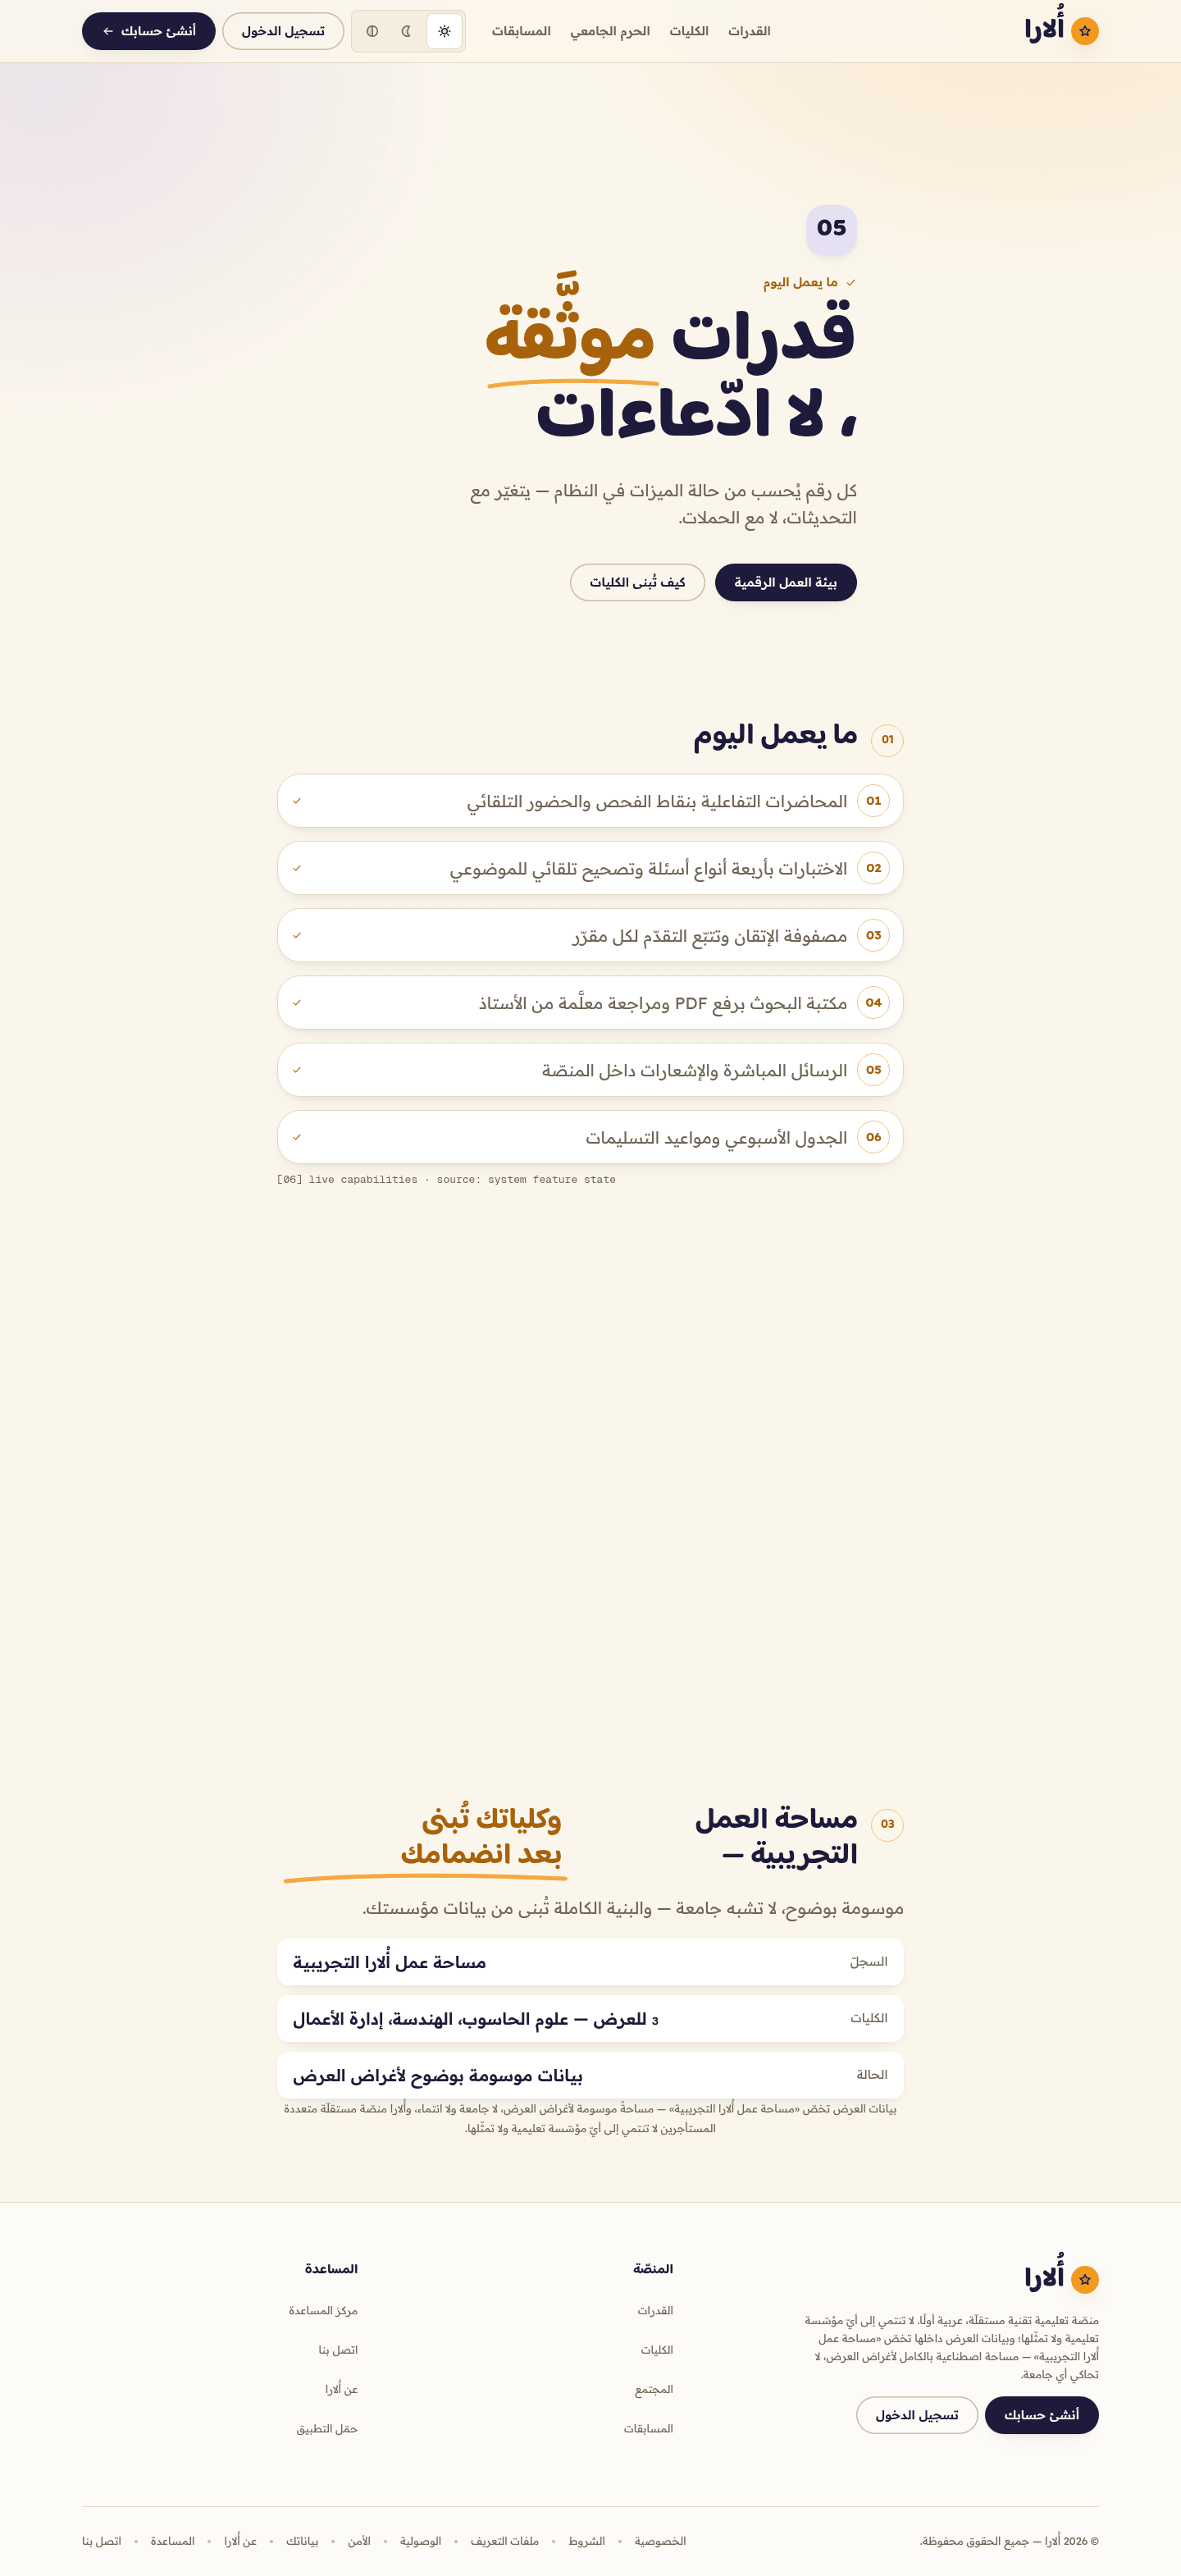 ألارا
القدرات
الكليات
الحرم الجامعي
المسابقات
تسجيل الدخول
أنشئ حسابك
05
ما يعمل اليوم
قدرات موثَّقة
، لا ادّعاءات
كل رقم يُحسب من حالة الميزات في النظام — يتغيّر مع
التحديثات، لا مع الحملات.
بيئة العمل الرقمية
كيف تُبنى الكليات
01
ما يعمل اليوم
01 المحاضرات التفاعلية بنقاط الفحص والحضور التلقائي
02 الاختبارات بأربعة أنواع أسئلة وتصحيح تلقائي للموضوعي
03 مصفوفة الإتقان وتتبّع التقدّم لكل مقرّر
04 مكتبة البحوث برفع PDF ومراجعة معلَّمة من الأستاذ
05 الرسائل المباشرة والإشعارات داخل المنصّة
06 الجدول الأسبوعي ومواعيد التسليمات
[06] live capabilities · source: system feature state
03
مساحة العمل
التجريبية —
وكلياتك تُبنى
بعد انضمامك
موسومة بوضوح، لا تشبه جامعة — والبنية الكاملة تُبنى من بيانات مؤسستك.
السجلّ
مساحة عمل ألارا التجريبية
الكليات
3 للعرض — علوم الحاسوب، الهندسة، إدارة الأعمال
الحالة
بيانات موسومة بوضوح لأغراض العرض
بيانات العرض تخصّ «مساحة عمل ألارا التجريبية» — مساحةٌ موسومة لأغراض العرض، لا جامعة ولا انتماء، وألارا منصّة مستقلّة متعددة
المستأجرين لا تنتمي إلى أيّ مؤسّسة تعليمية ولا تمثّلها.
ألارا
منصّة تعليمية تقنية مستقلّة، عربية أولًا. لا تنتمي إلى أيّ مؤسّسة
تعليمية ولا تمثّلها؛ وبيانات العرض داخلها تخصّ «مساحة عمل
ألارا التجريبية» — مساحة اصطناعية بالكامل لأغراض العرض، لا
تحاكي أي جامعة.
أنشئ حسابك
تسجيل الدخول
المنصّة
القدرات
الكليات
المجتمع
المسابقات
المساعدة
مركز المساعدة
اتصل بنا
عن ألارا
حمّل التطبيق
© 2026 ألارا — جميع الحقوق محفوظة.
الخصوصية • الشروط • ملفات التعريف • الوصولية • الأمن • بياناتك • عن ألارا • المساعدة • اتصل بنا